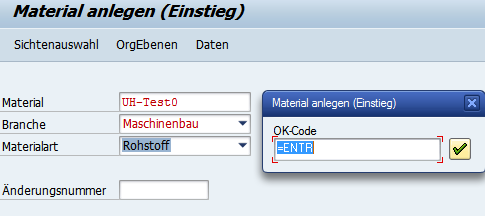 Material anlegen (Einstieg)
Sichtenauswahl OrgEbenen Daten
Material UH-Test0
Branche Maschinenbau
Materialart Rohstoff
Änderungsnummer
Material anlegen (Einstieg)
OK-Code
=ENTR